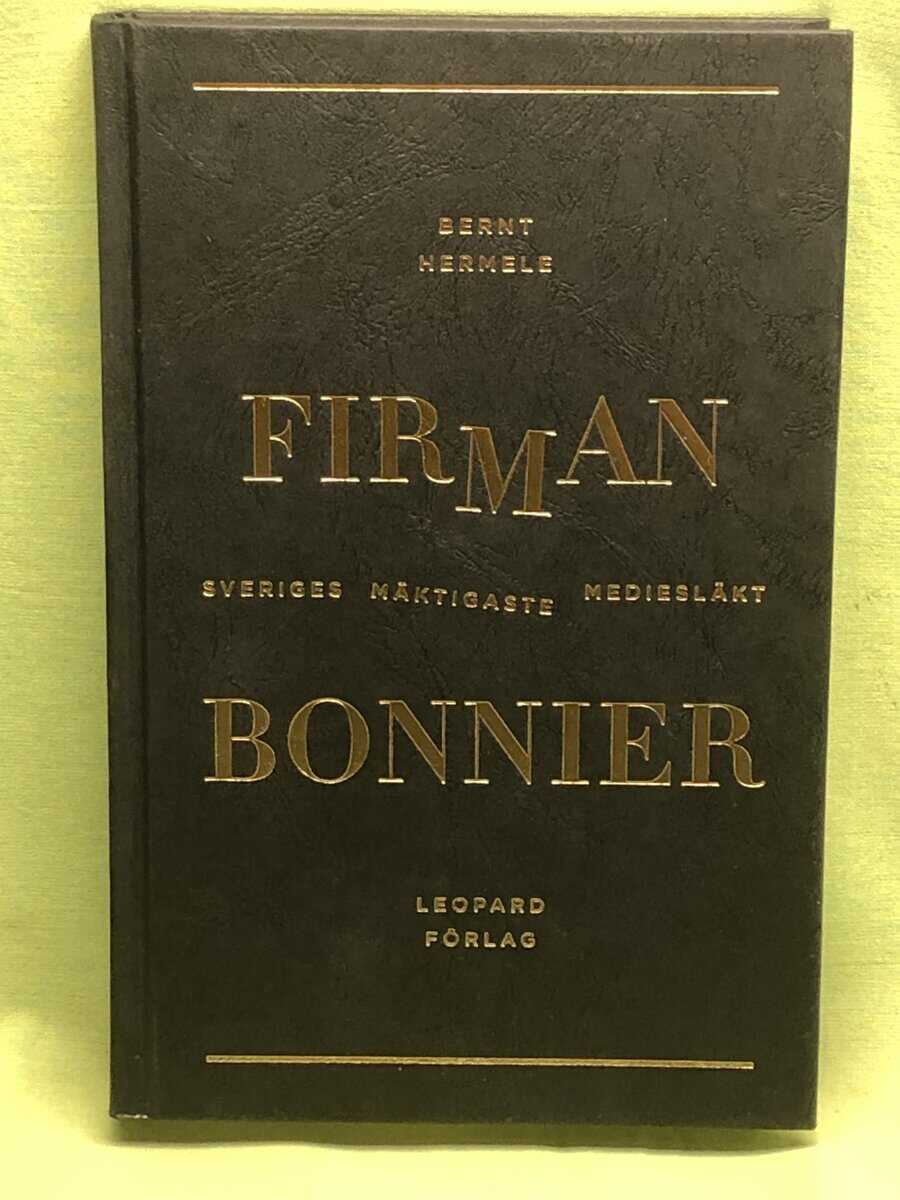 BERNT
HERMELE
FIRMAN
SVERIGES MÄKTIGASTE MEDIESLÄKT
BONNIER
LEOPARD
FÖRLAG